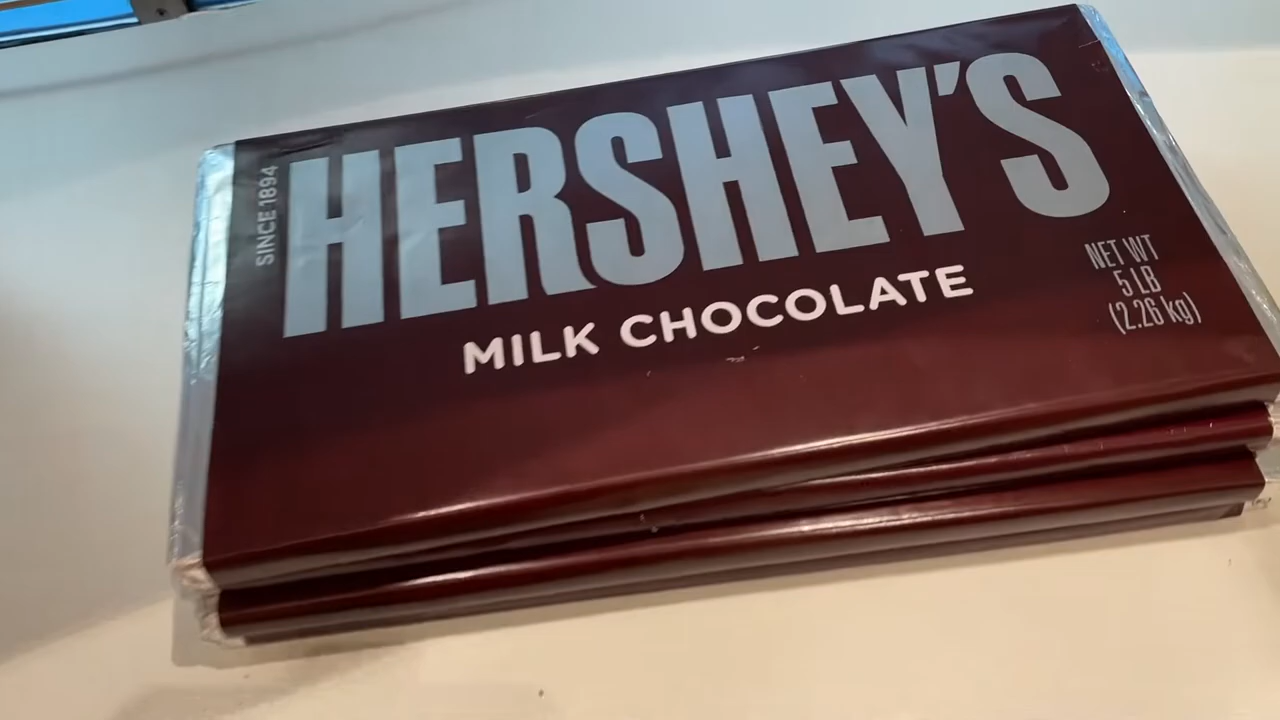 SINCE 1894
HERSHEY'S
MILK CHOCOLATE
NET WT
5 LB
(2.26 kg)